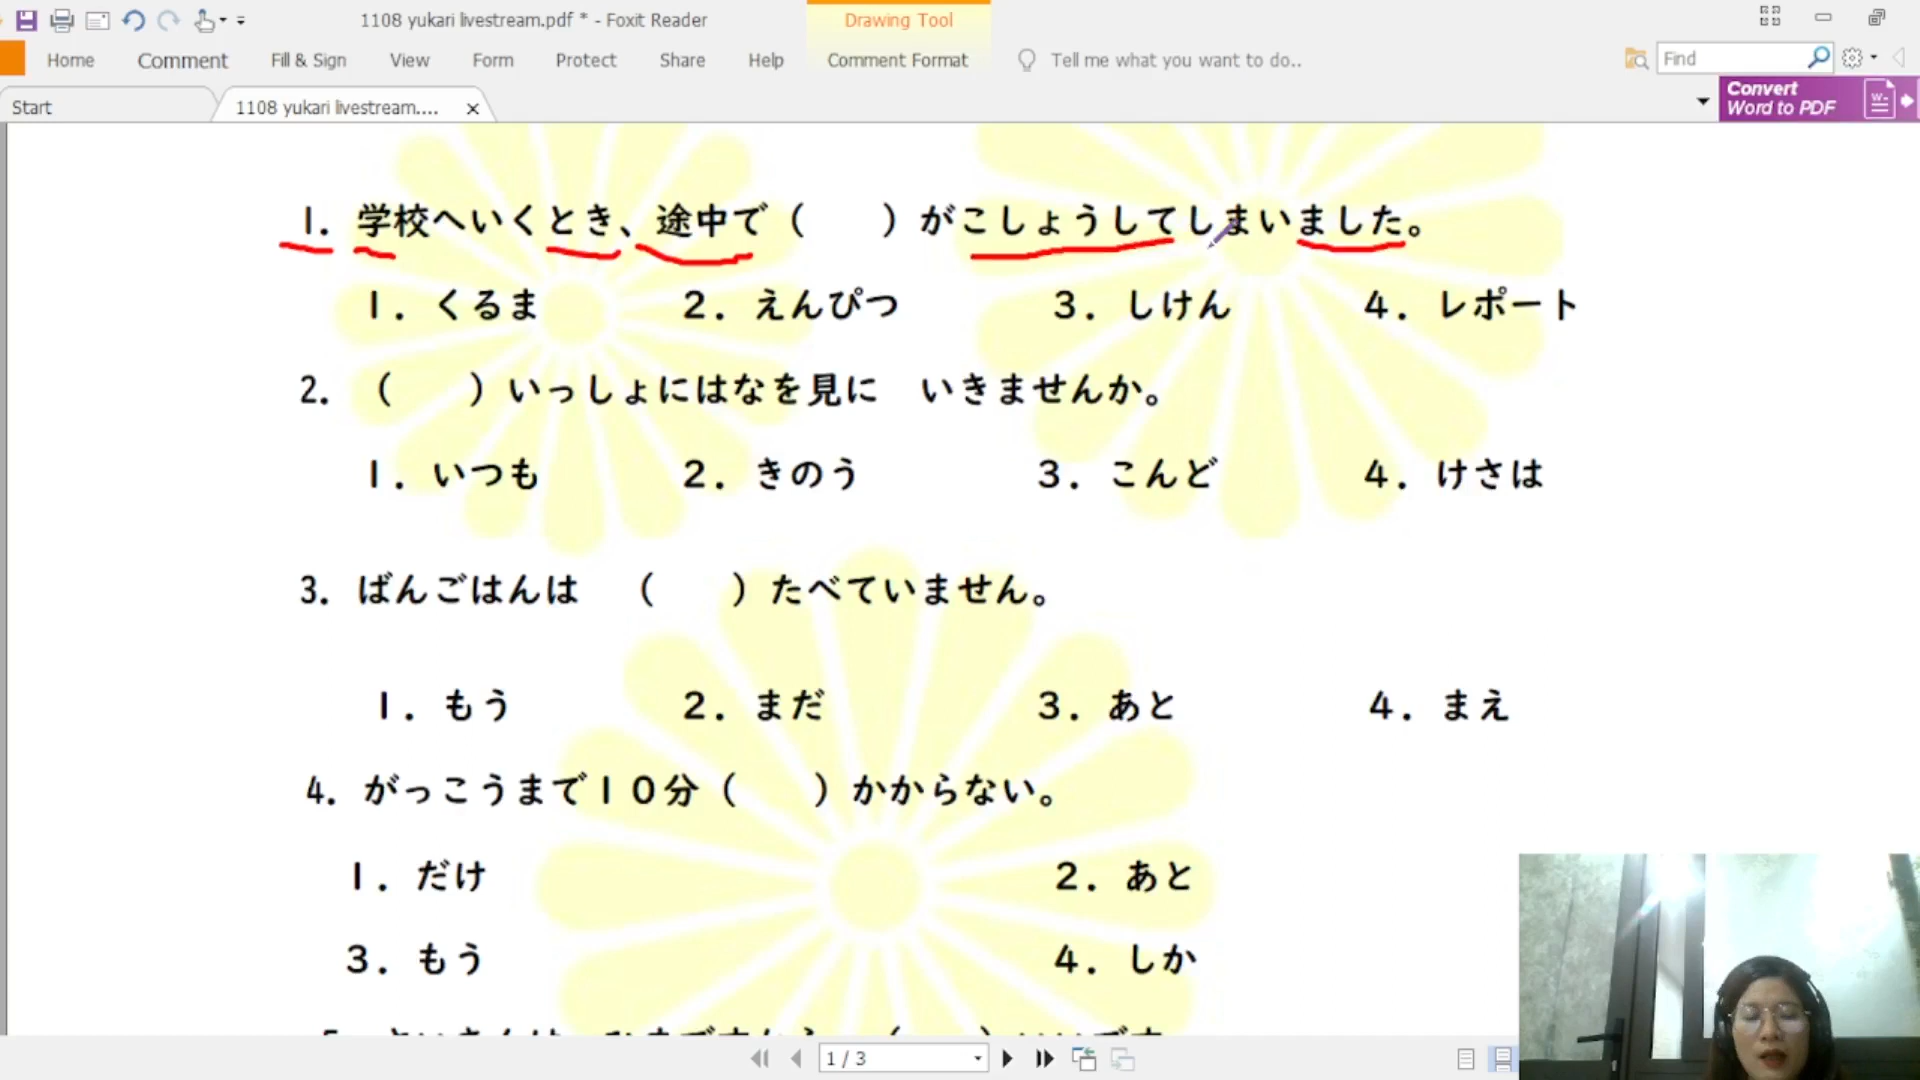 1108 yukari livestream.pdf * - Foxit Reader
Drawing Tool
Home Comment Fill & Sign View Form Protect Share Help Comment Format Tell me what you want to do.. Find
Start 1108 yukari livestream....
Convert
Word to PDF
1. 学校へいくとき、途中で（　　）がこしょうしてしまいました。
1．くるま 2．えんぴつ 3．しけん 4．レポート
2. （　　）いっしょにはなを見に　いきませんか。
1．いつも 2．きのう 3．こんど 4．けさは
3. ばんごはんは　（　　）たべていません。
1．もう 2．まだ 3．あと 4．まえ
4. がっこうまで１０分（　　）かからない。
1．だけ 2．あと
3．もう 4．しか
1 / 3